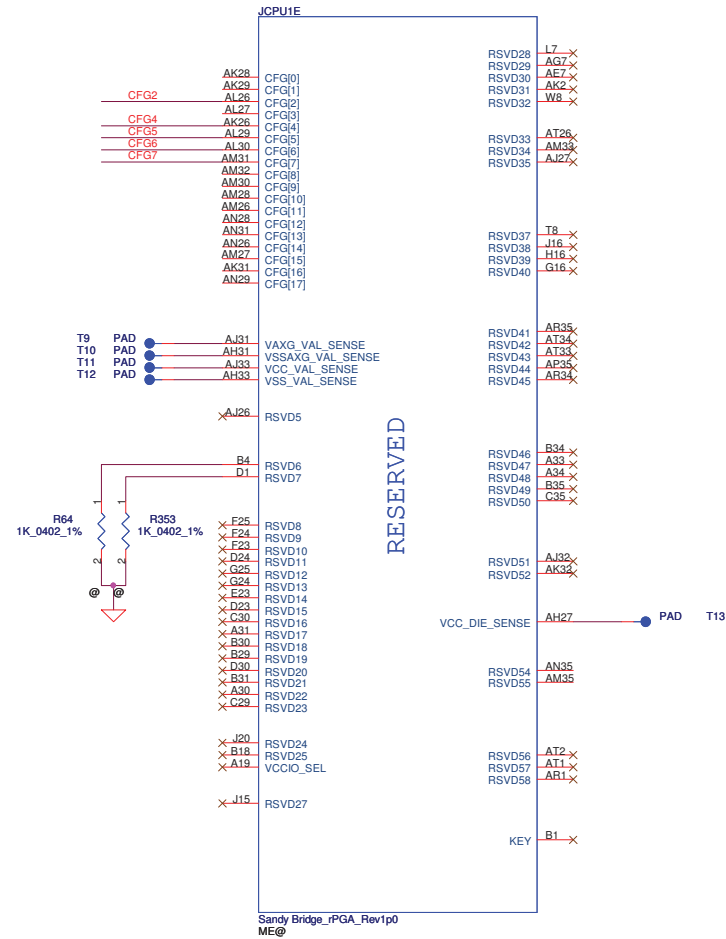 JCPU1E
AK28 CFG[0]
AK29 CFG[1]
CFG2 AL26 CFG[2]
AL27 CFG[3]
CFG4 AK26 CFG[4]
CFG5 AL29 CFG[5]
CFG6 AL30 CFG[6]
CFG7 AM31 CFG[7]
AM32 CFG[8]
AM30 CFG[9]
AM28 CFG[10]
AM26 CFG[11]
AN28 CFG[12]
AN31 CFG[13]
AN26 CFG[14]
AM27 CFG[15]
AK31 CFG[16]
AN29 CFG[17]
T9 PAD AJ31 VAXG_VAL_SENSE
T10 PAD AH31 VSSAXG_VAL_SENSE
T11 PAD AJ33 VCC_VAL_SENSE
T12 PAD AH33 VSS_VAL_SENSE
AJ26 RSVD5
B4 RSVD6
D1 RSVD7
1 1
R64 R353
1K_0402_1% 1K_0402_1%
2 2
@ @
F25 RSVD8
F24 RSVD9
F23 RSVD10
D24 RSVD11
G25 RSVD12
G24 RSVD13
E23 RSVD14
D23 RSVD15
C30 RSVD16
A31 RSVD17
B30 RSVD18
B29 RSVD19
D30 RSVD20
B31 RSVD21
A30 RSVD22
C29 RSVD23
J20 RSVD24
B18 RSVD25
A19 VCCIO_SEL
J15 RSVD27
RESERVED
RSVD28 L7
RSVD29 AG7
RSVD30 AE7
RSVD31 AK2
RSVD32 W8
RSVD33 AT26
RSVD34 AM33
RSVD35 AJ27
RSVD37 T8
RSVD38 J16
RSVD39 H16
RSVD40 G16
RSVD41 AR35
RSVD42 AT34
RSVD43 AT33
RSVD44 AP35
RSVD45 AR34
RSVD46 B34
RSVD47 A33
RSVD48 A34
RSVD49 B35
RSVD50 C35
RSVD51 AJ32
RSVD52 AK32
VCC_DIE_SENSE AH27 PAD T13
RSVD54 AN35
RSVD55 AM35
RSVD56 AT2
RSVD57 AT1
RSVD58 AR1
KEY B1
Sandy Bridge_rPGA_Rev1p0
ME@